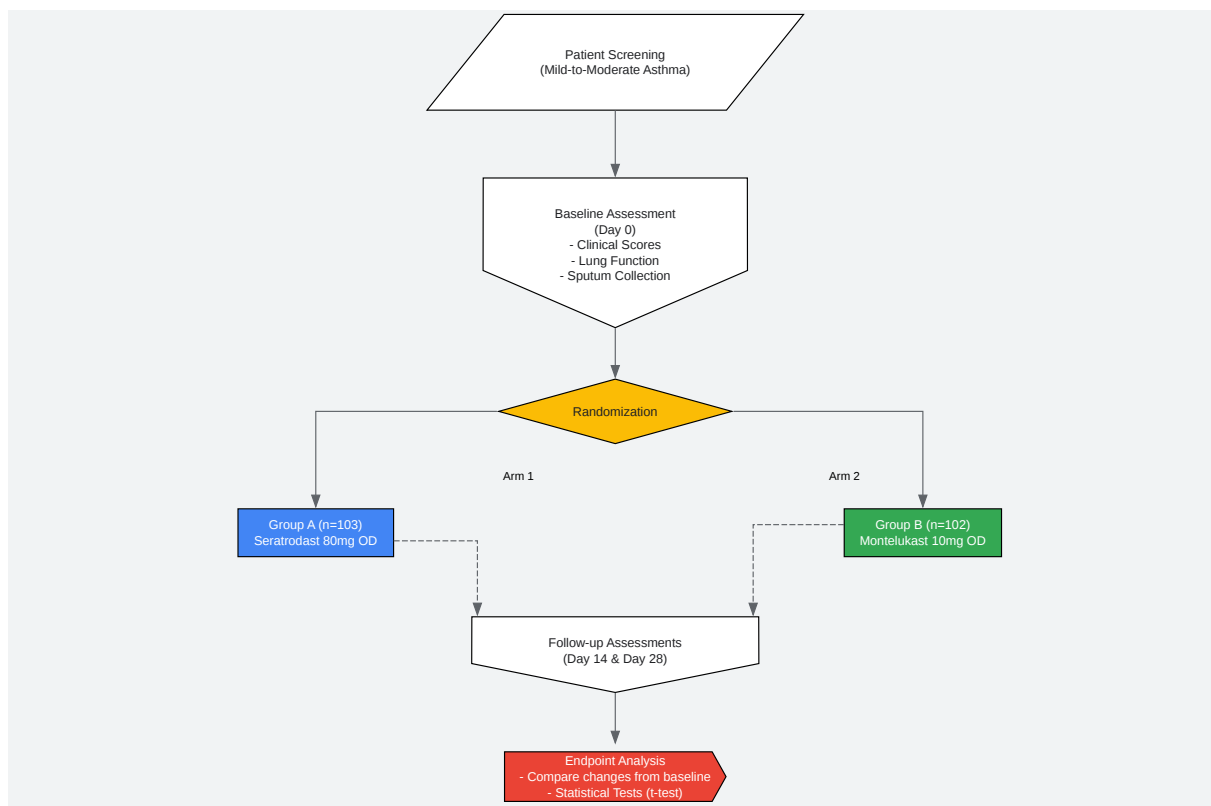 Patient Screening
(Mild-to-Moderate Asthma)
Baseline Assessment
(Day 0)
- Clinical Scores
- Lung Function
- Sputum Collection
Randomization
Arm 1
Arm 2
Group A (n=103)
Seratrodast 80mg OD
Group B (n=102)
Montelukast 10mg OD
Follow-up Assessments
(Day 14 & Day 28)
Endpoint Analysis
- Compare changes from baseline
- Statistical Tests (t-test)